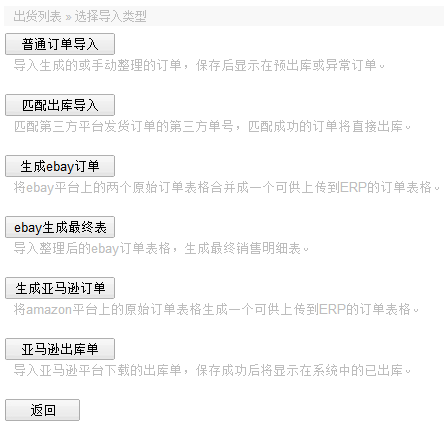 出货列表 » 选择导入类型
普通订单导入
导入生成的或手动整理的订单，保存后显示在预出库或异常订单。
匹配出库导入
匹配第三方平台发货订单的第三方单号，匹配成功的订单将直接出库。
生成ebay订单
将ebay平台上的两个原始订单表格合并成一个可供上传到ERP的订单表格。
ebay生成最终表
导入整理后的ebay订单表格，生成最终销售明细表。
生成亚马逊订单
将amazon平台上的原始订单表格生成一个可供上传到ERP的订单表格。
亚马逊出库单
导入亚马逊平台下载的出库单，保存成功后将显示在系统中的已出库。
返回